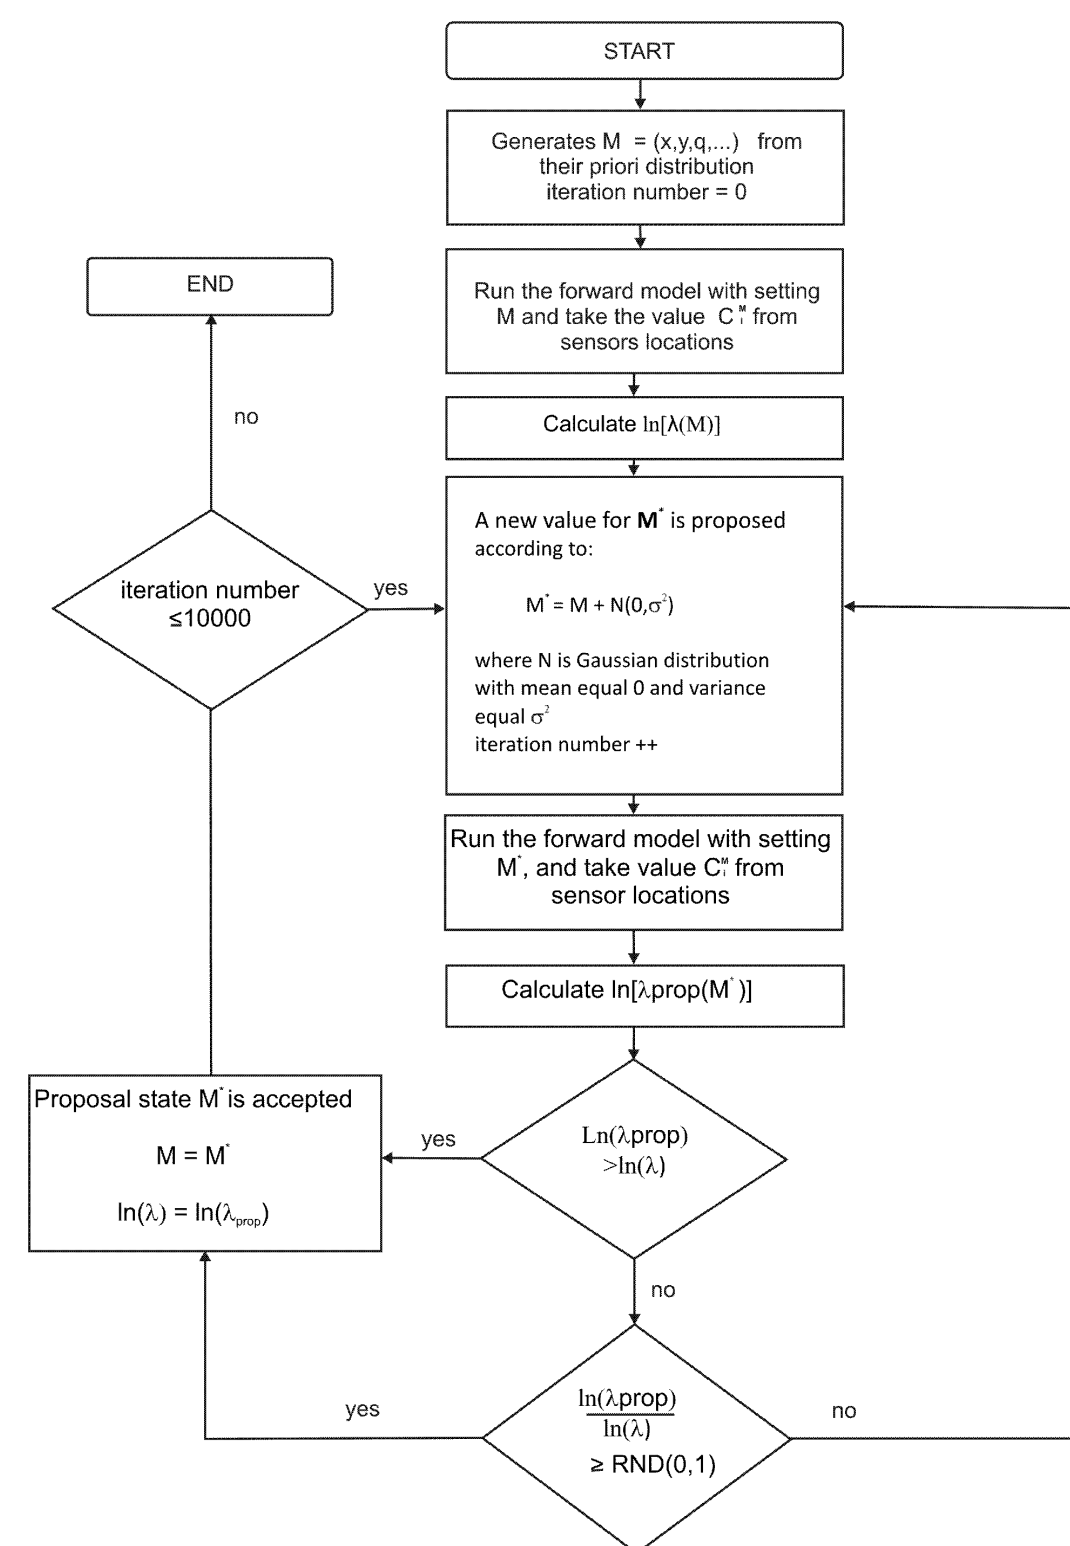 START
Generates M = (x,y,q,...) from
their priori distribution
iteration number = 0
Run the forward model with setting
M and take the value C_i^M from
sensors locations
END
no
Calculate ln[λ(M)]
A new value for M* is proposed
according to:
M* = M + N(0,σ²)
where N is Gaussian distribution
with mean equal 0 and variance
equal σ²
iteration number ++
iteration number
≤10000
yes
Run the forward model with setting
M*, and take value C_i^M from
sensor locations
Calculate ln[λprop(M*)]
Ln(λprop)
>ln(λ)
yes
Proposal state M* is accepted
M = M*
ln(λ) = ln(λprop)
no
ln(λprop)
ln(λ)
≥ RND(0,1)
yes
no